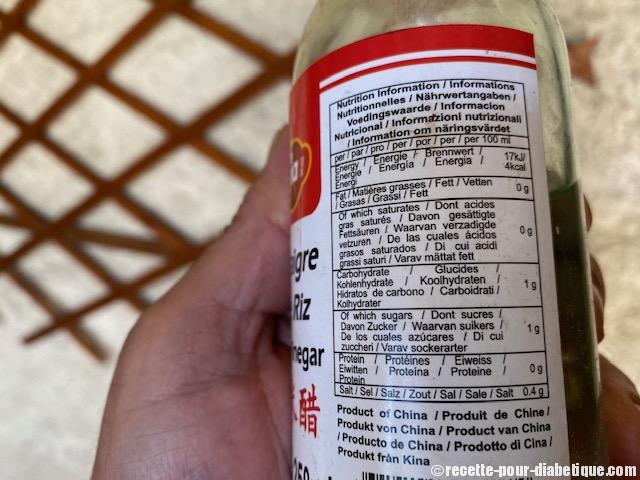 Nutrition Information / Informations
Nutritionnelles / Nährwertangaben /
Voedingswaarde / Informacion
Nutricional / Informazioni nutrizionali
/ Information om näringsvärdet
per / par / pro / per / por / per / per 100 ml
Energy / Energie / Brennwert / 17kJ/
Energie / Energía / Energia / 4kcal
Energi
Fat / Matières grasses / Fett / Vetten 0 g
/ Grasas / Grassi / Fett
Of which saturates / Dont acides
gras saturés / Davon gesättigte
Fettsäuren / Waarvan verzadigde
vetzuren / De las cuales ácidos 0 g
grasos saturados / Di cui acidi
grassi saturi / Varav mättat fett
Carbohydrate / Glucides /
Kohlenhydrate / Koolhydraten / 1 g
Hidratos de carbono / Carboidrati /
Kolhydrater
Of which sugars / Dont sucres /
Davon Zucker / Waarvan suikers / 1 g
De los cuales azúcares / Di cui
zuccheri / Varav sockerarter
Protein / Protéines / Eiweiss /
Eiwitten / Proteína / Proteine / 0 g
Protein
Salt / Sel / Salz / Zout / Sal / Sale / Salt 0.4 g
Product of China / Produit de Chine /
Produkt von China / Product van China
/ Producto de China / Prodotto di Cina /
Produkt från Kina
igre
Riz
negar
醋
250
©recette-pour-diabetique.com